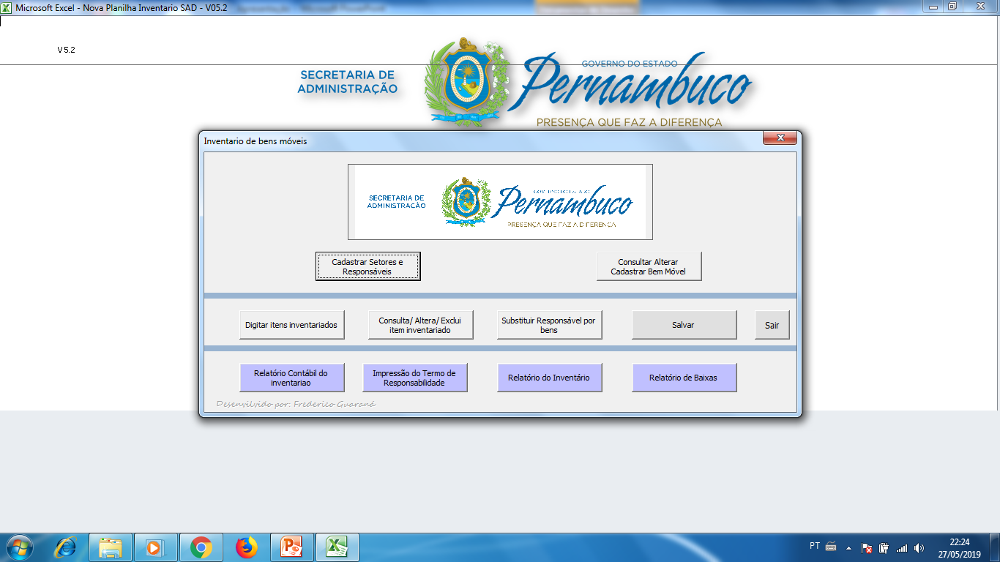 Microsoft Excel - Nova Planilha Inventario SAD - V05.2
V 5.2
SECRETARIA DE
ADMINISTRAÇÃO
GOVERNO DO ESTADO
Pernambuco
PRESENÇA QUE FAZ A DIFERENÇA
Inventario de bens móveis
SECRETARIA DE
ADMINISTRAÇÃO
GOVERNO DO ESTADO
Pernambuco
PRESENÇA QUE FAZ A DIFERENÇA
Cadastrar Setores e
Responsáveis
Consultar Alterar
Cadastrar Bem Móvel
Digitar itens inventariados
Consulta/ Altera/ Exclui
item inventariado
Substituir Responsável por
bens
Salvar
Sair
Relatório Contábil do
inventariao
Impressão do Termo de
Responsabilidade
Relatório do Inventário
Relatório de Baixas
Desenvilvido por: Frederico Guaraná
PT
22:24
27/05/2019